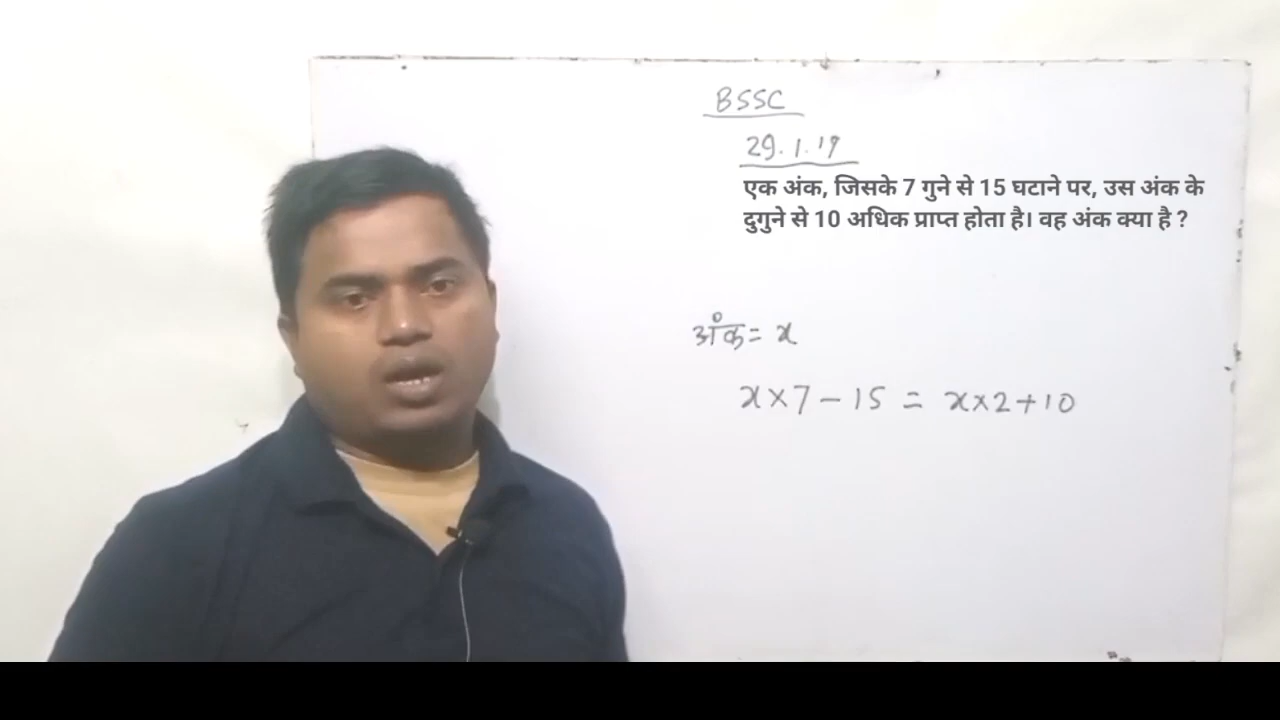 BSSC
29.1.19
एक अंक, जिसके 7 गुने से 15 घटाने पर, उस अंक के
दुगुने से 10 अधिक प्राप्त होता है। वह अंक क्या है ?
अंक = x
x×7-15 = x×2+10